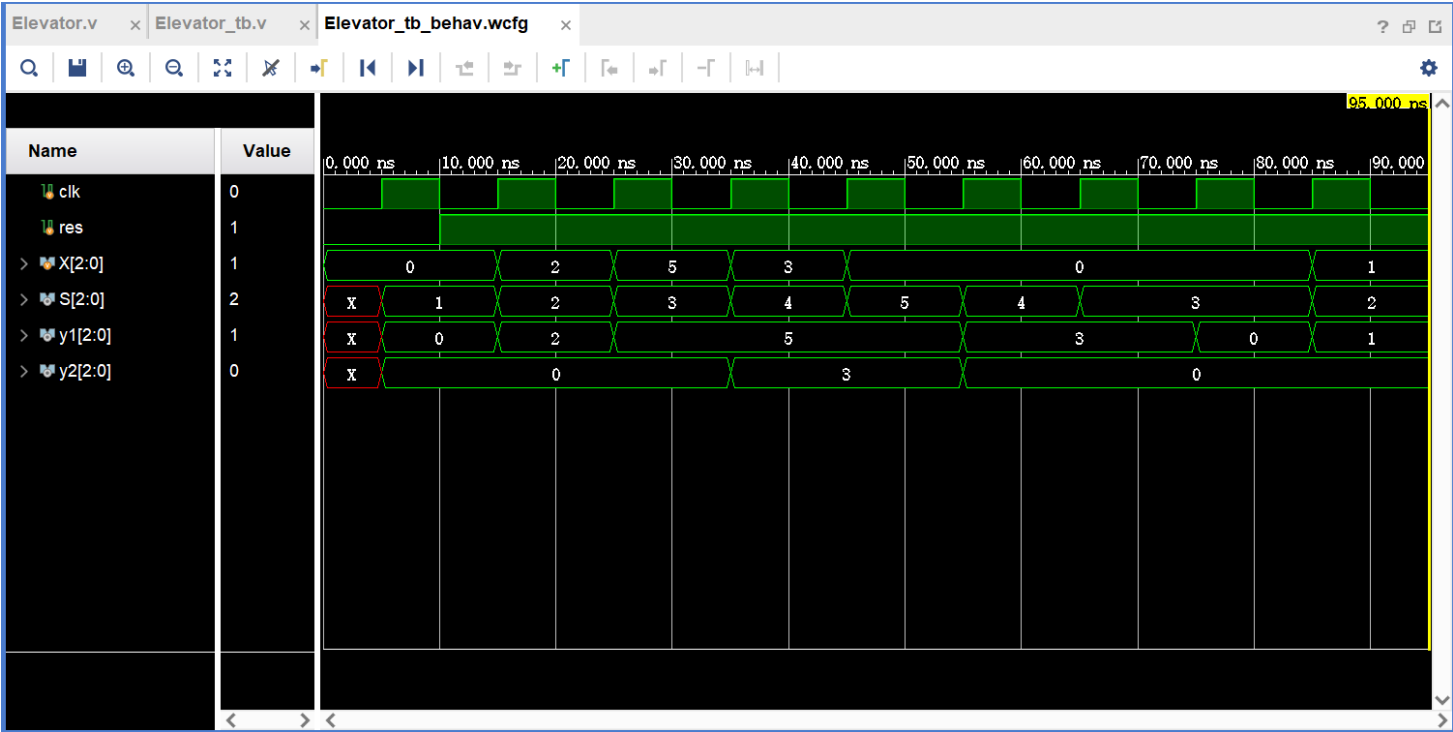 Elevator.v × Elevator_tb.v × Elevator_tb_behav.wcfg × ?
95.000 ns
Name Value 0.000 ns 10.000 ns 20.000 ns 30.000 ns 40.000 ns 50.000 ns 60.000 ns 70.000 ns 80.000 ns 90.000
clk 0
res 1
X[2:0] 1 0 2 5 3 0 1
S[2:0] 2 X 1 2 3 4 5 4 3 2
y1[2:0] 1 X 0 2 5 3 0 1
y2[2:0] 0 X 0 3 0